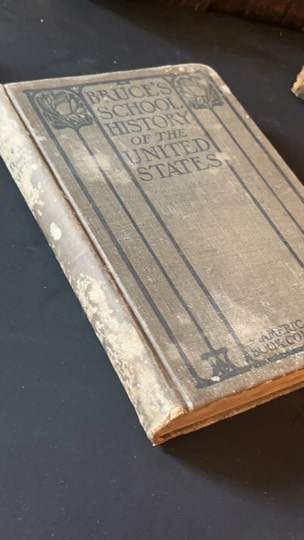 BRUCE'S
SCHOOL
HISTORY
OF THE
UNITED
STATES
AMERIC
BOOK CO